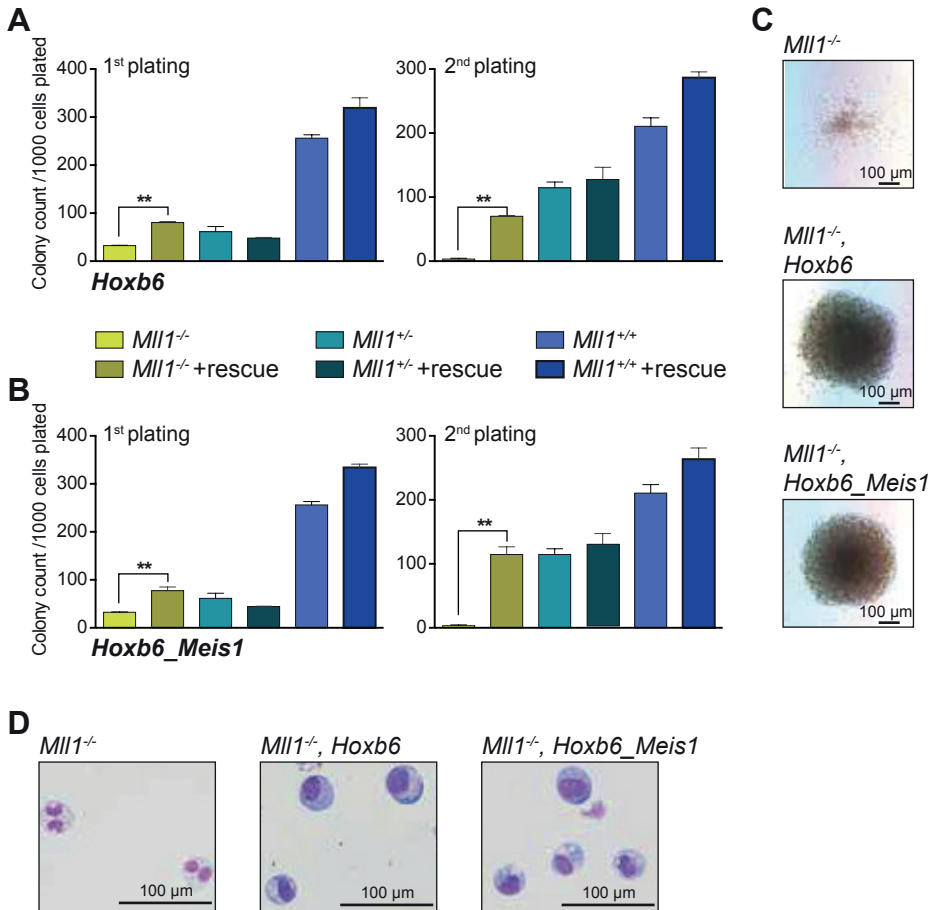 A
1st plating
2nd plating
Colony count /1000 cells plated
400
300
200
100
0
**
300
200
100
0
**
Hoxb6
Mll1-/-
Mll1+/-
Mll1+/+
Mll1-/- +rescue
Mll1+/- +rescue
Mll1+/+ +rescue
B
1st plating
2nd plating
Colony count /1000 cells plated
400
300
200
100
0
**
300
200
100
0
**
Hoxb6_Meis1
C
Mll1-/-
100 µm
Mll1-/-,
Hoxb6
100 µm
Mll1-/-,
Hoxb6_Meis1
100 µm
D
Mll1-/-
Mll1-/-, Hoxb6
Mll1-/-, Hoxb6_Meis1
100 µm
100 µm
100 µm